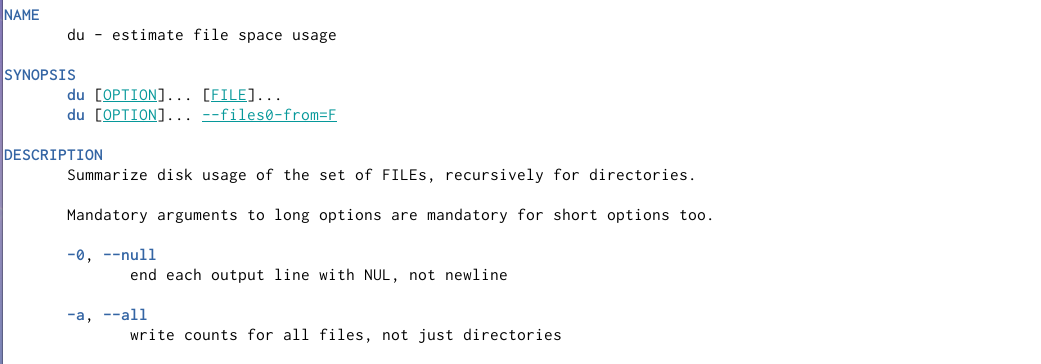 NAME
du - estimate file space usage
SYNOPSIS
du [OPTION]... [FILE]...
du [OPTION]... --files0-from=F
DESCRIPTION
Summarize disk usage of the set of FILEs, recursively for directories.
Mandatory arguments to long options are mandatory for short options too.
-0, --null
end each output line with NUL, not newline
-a, --all
write counts for all files, not just directories